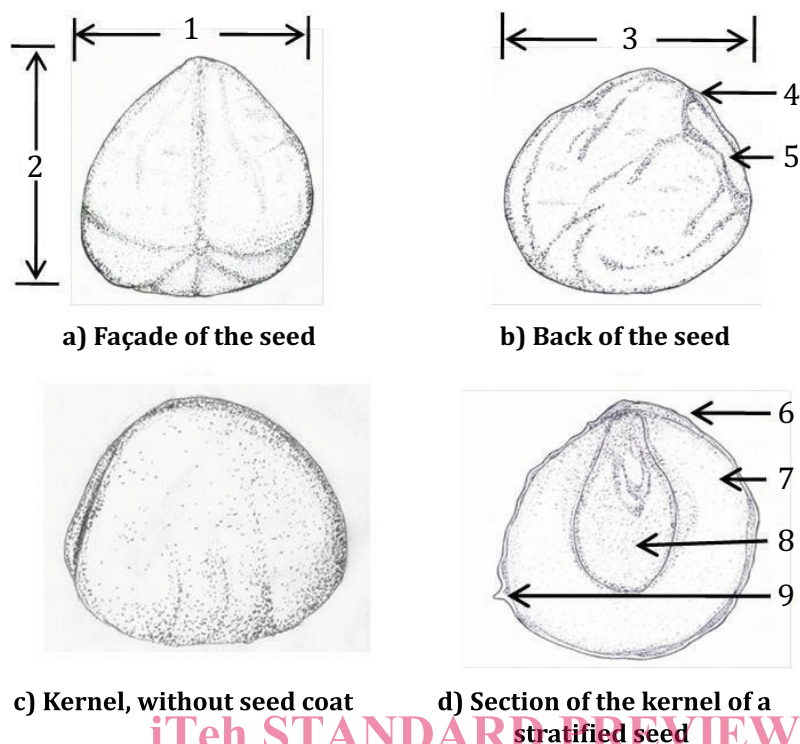 1
3
2
4
5
a) Façade of the seed
b) Back of the seed
6
7
8
9
c) Kernel, without seed coat
d) Section of the kernel of a
stratified seed
iTeh STANDARD PREVIEW